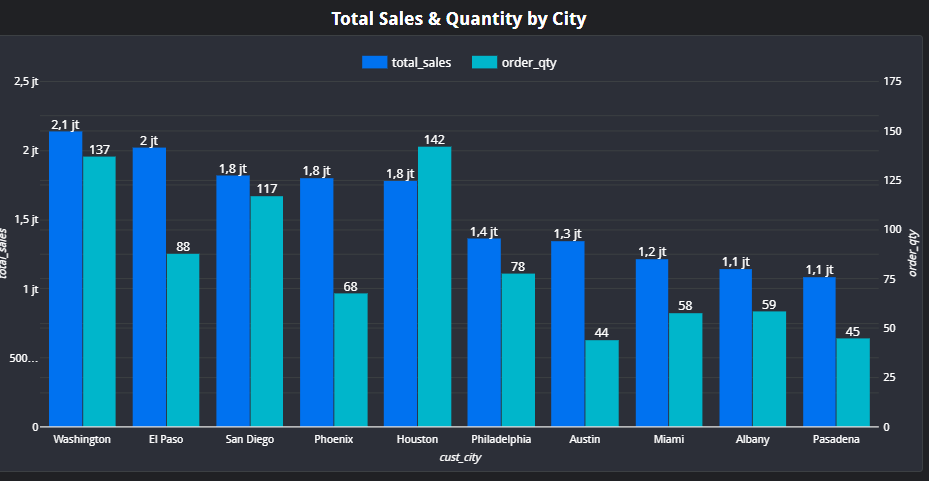 Total Sales & Quantity by City
total_sales order_qty
2,5 jt
2 jt
1,5 jt
1 jt
500...
0
total_sales
175
150
125
100
75
50
25
0
order_qty
2,1 jt
137
2 jt
88
1,8 jt
117
1,8 jt
68
1,8 jt
142
1,4 jt
78
1,3 jt
44
1,2 jt
58
1,1 jt
59
1,1 jt
45
Washington El Paso San Diego Phoenix Houston Philadelphia Austin Miami Albany Pasadena
cust_city